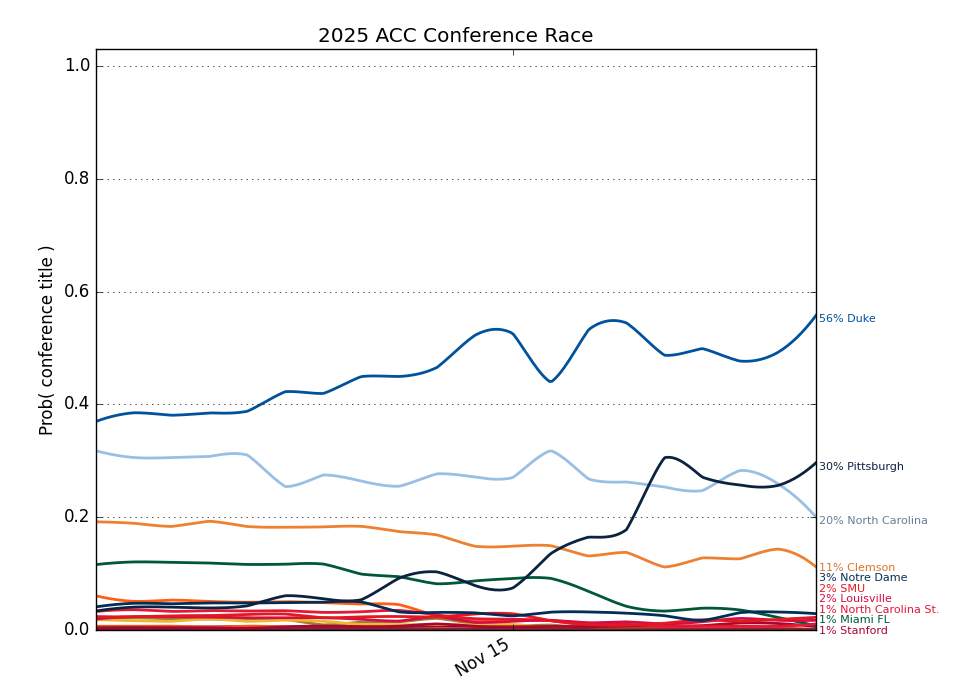 2025 ACC Conference Race
Prob( conference title )
1.0
0.8
0.6
0.4
0.2
0.0
Nov 15
56% Duke
30% Pittsburgh
20% North Carolina
11% Clemson
3% Notre Dame
2% SMU
2% Louisville
1% North Carolina St.
1% Miami FL
1% Stanford